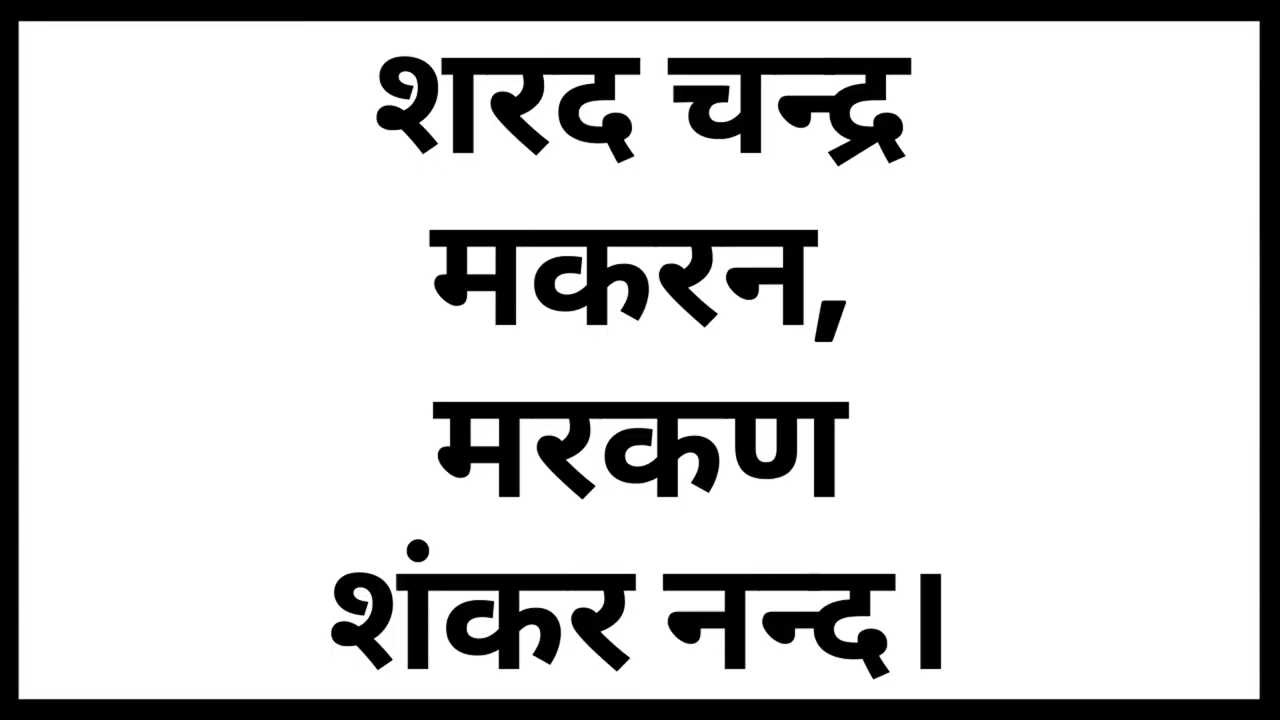 शरद चन्द्र
मकरन,
मरकण
शंकर नन्द।